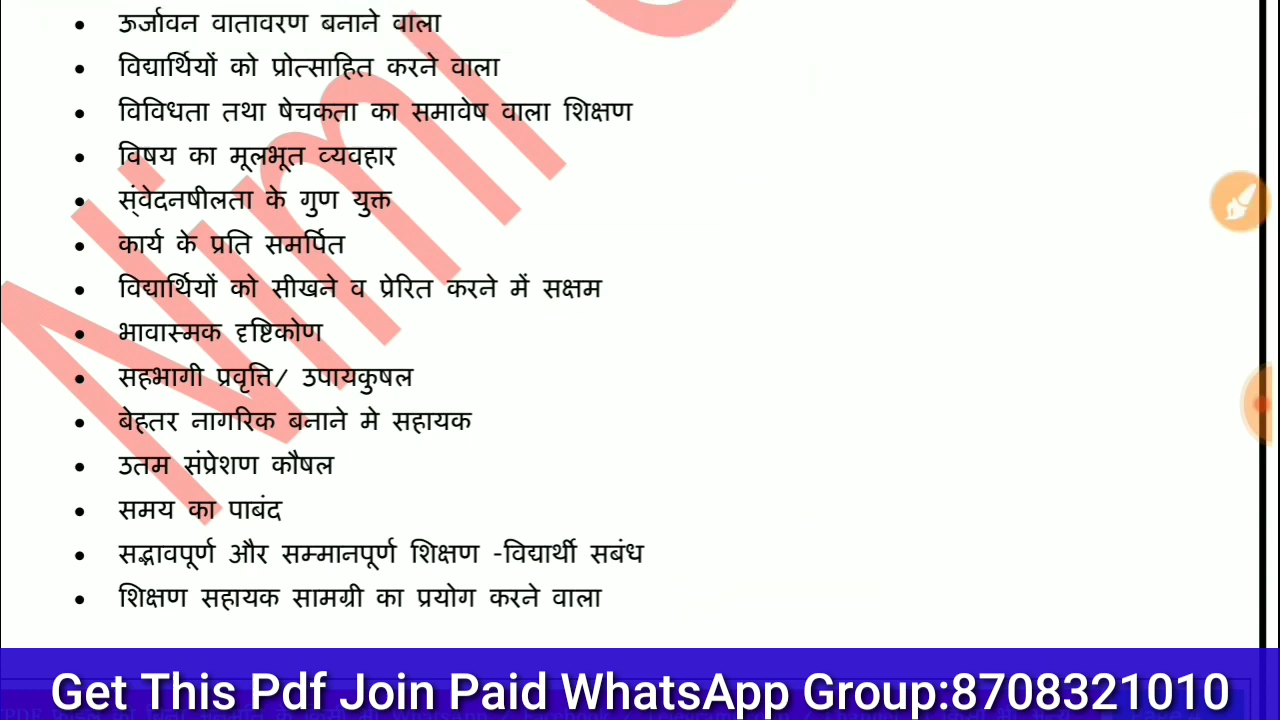 • ऊर्जावन वातावरण बनाने वाला
• विद्यार्थियों को प्रोत्साहित करने वाला
• विविधता तथा षेचकता का समावेष वाला शिक्षण
• विषय का मूलभूत व्यवहार
• स्ंवेदनषीलता के गुण युक्त
• कार्य के प्रति समर्पित
• विद्यार्थियों को सीखने व प्रेरित करने में सक्षम
• भावास्मक दृष्टिकोण
• सहभागी प्रवृत्ति/ उपायकुषल
• बेहतर नागरिक बनाने मे सहायक
• उतम संप्रेशण कौषल
• समय का पाबंद
• सद्भावपूर्ण और सम्मानपूर्ण शिक्षण -विद्यार्थी सबंध
• शिक्षण सहायक सामग्री का प्रयोग करने वाला
Nimi
Get This Pdf Join Paid WhatsApp Group:8708321010